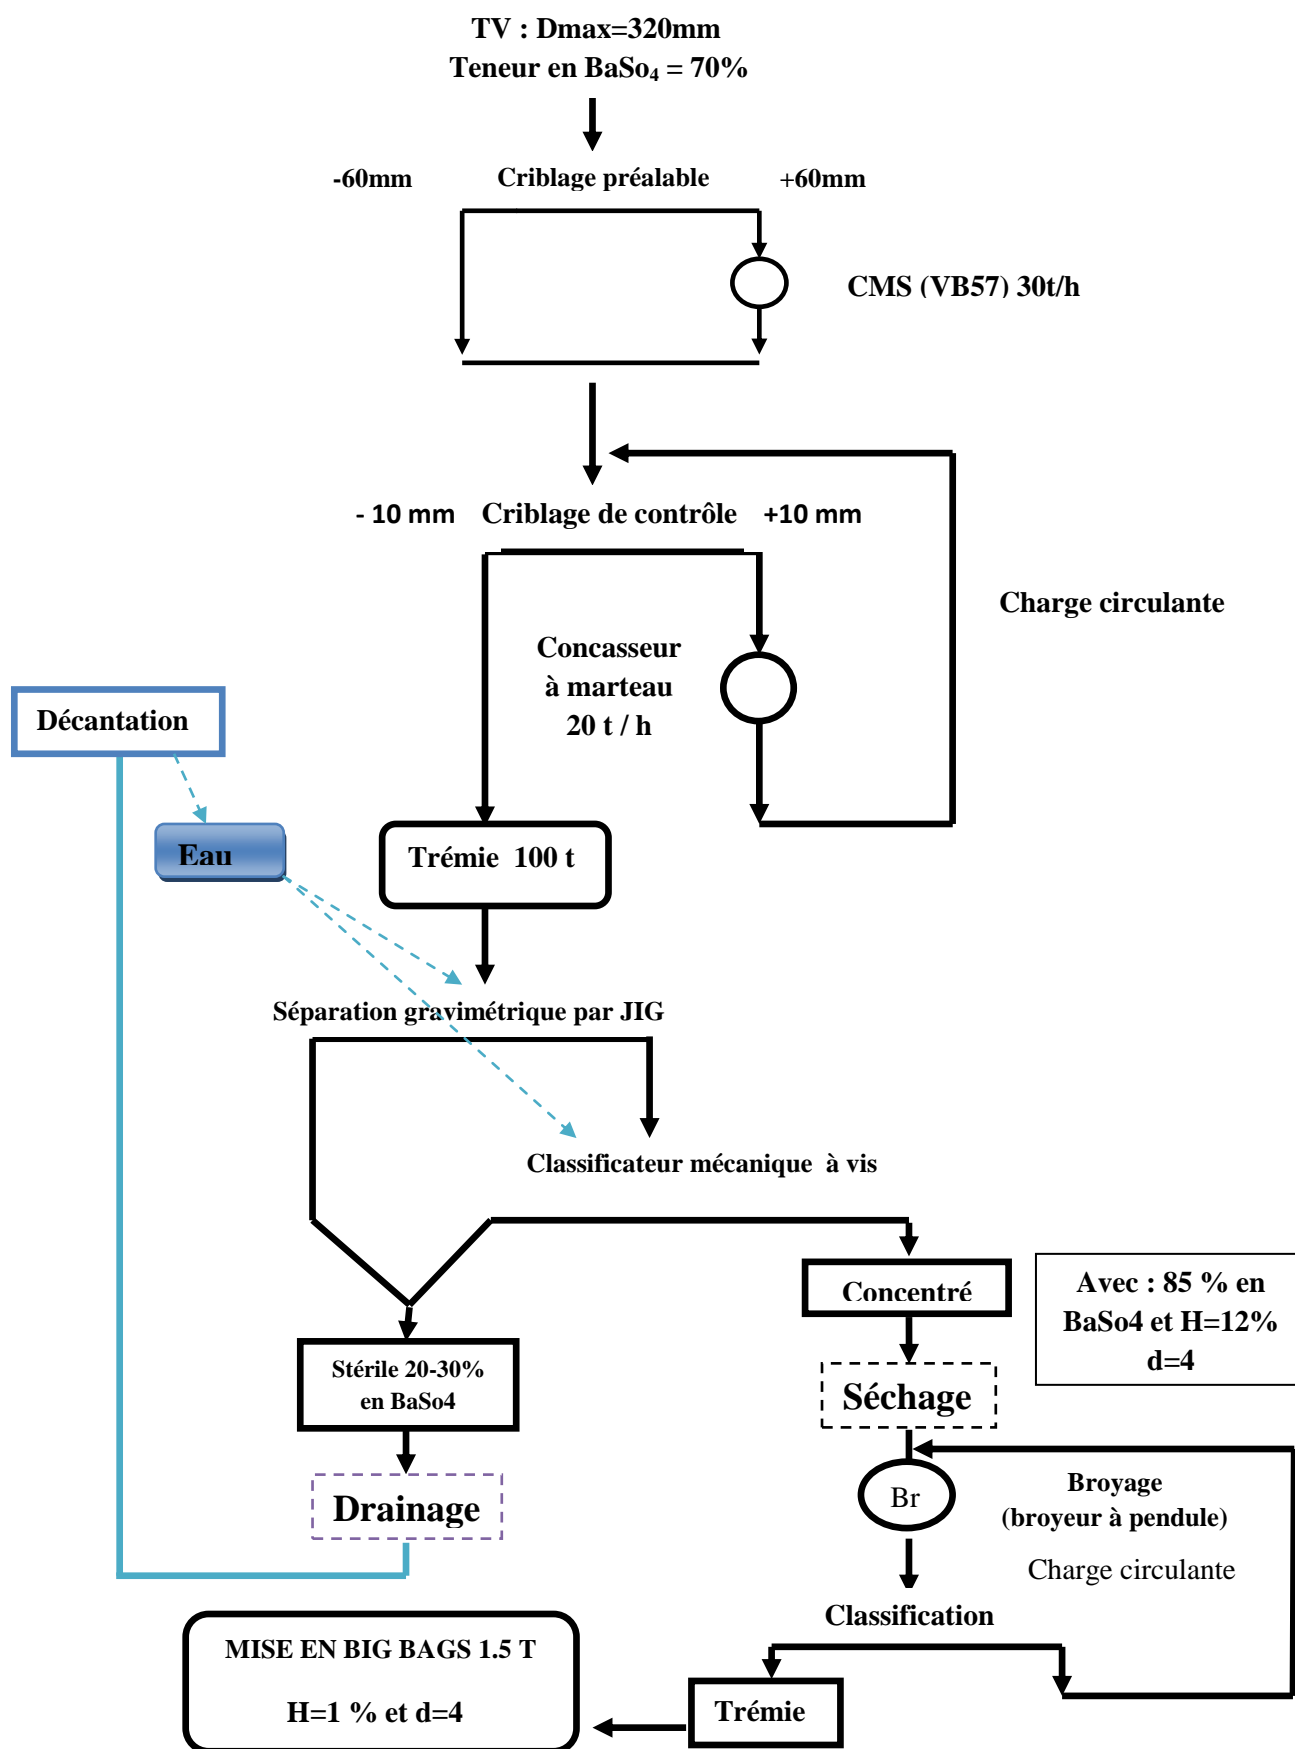 TV : Dmax=320mm
Teneur en BaSo₄ = 70%
-60mm Criblage préalable +60mm
CMS (VB57) 30t/h
- 10 mm Criblage de contrôle +10 mm
Charge circulante
Concasseur
à marteau
20 t / h
Décantation
Eau
Trémie 100 t
Séparation gravimétrique par JIG
Classificateur mécanique à vis
Concentré
Avec : 85 % en
BaSo4 et H=12%
d=4
Stérile 20-30%
en BaSo4
Séchage
Drainage
Br
Broyage
(broyeur à pendule)
Charge circulante
Classification
MISE EN BIG BAGS 1.5 T
H=1 % et d=4
Trémie